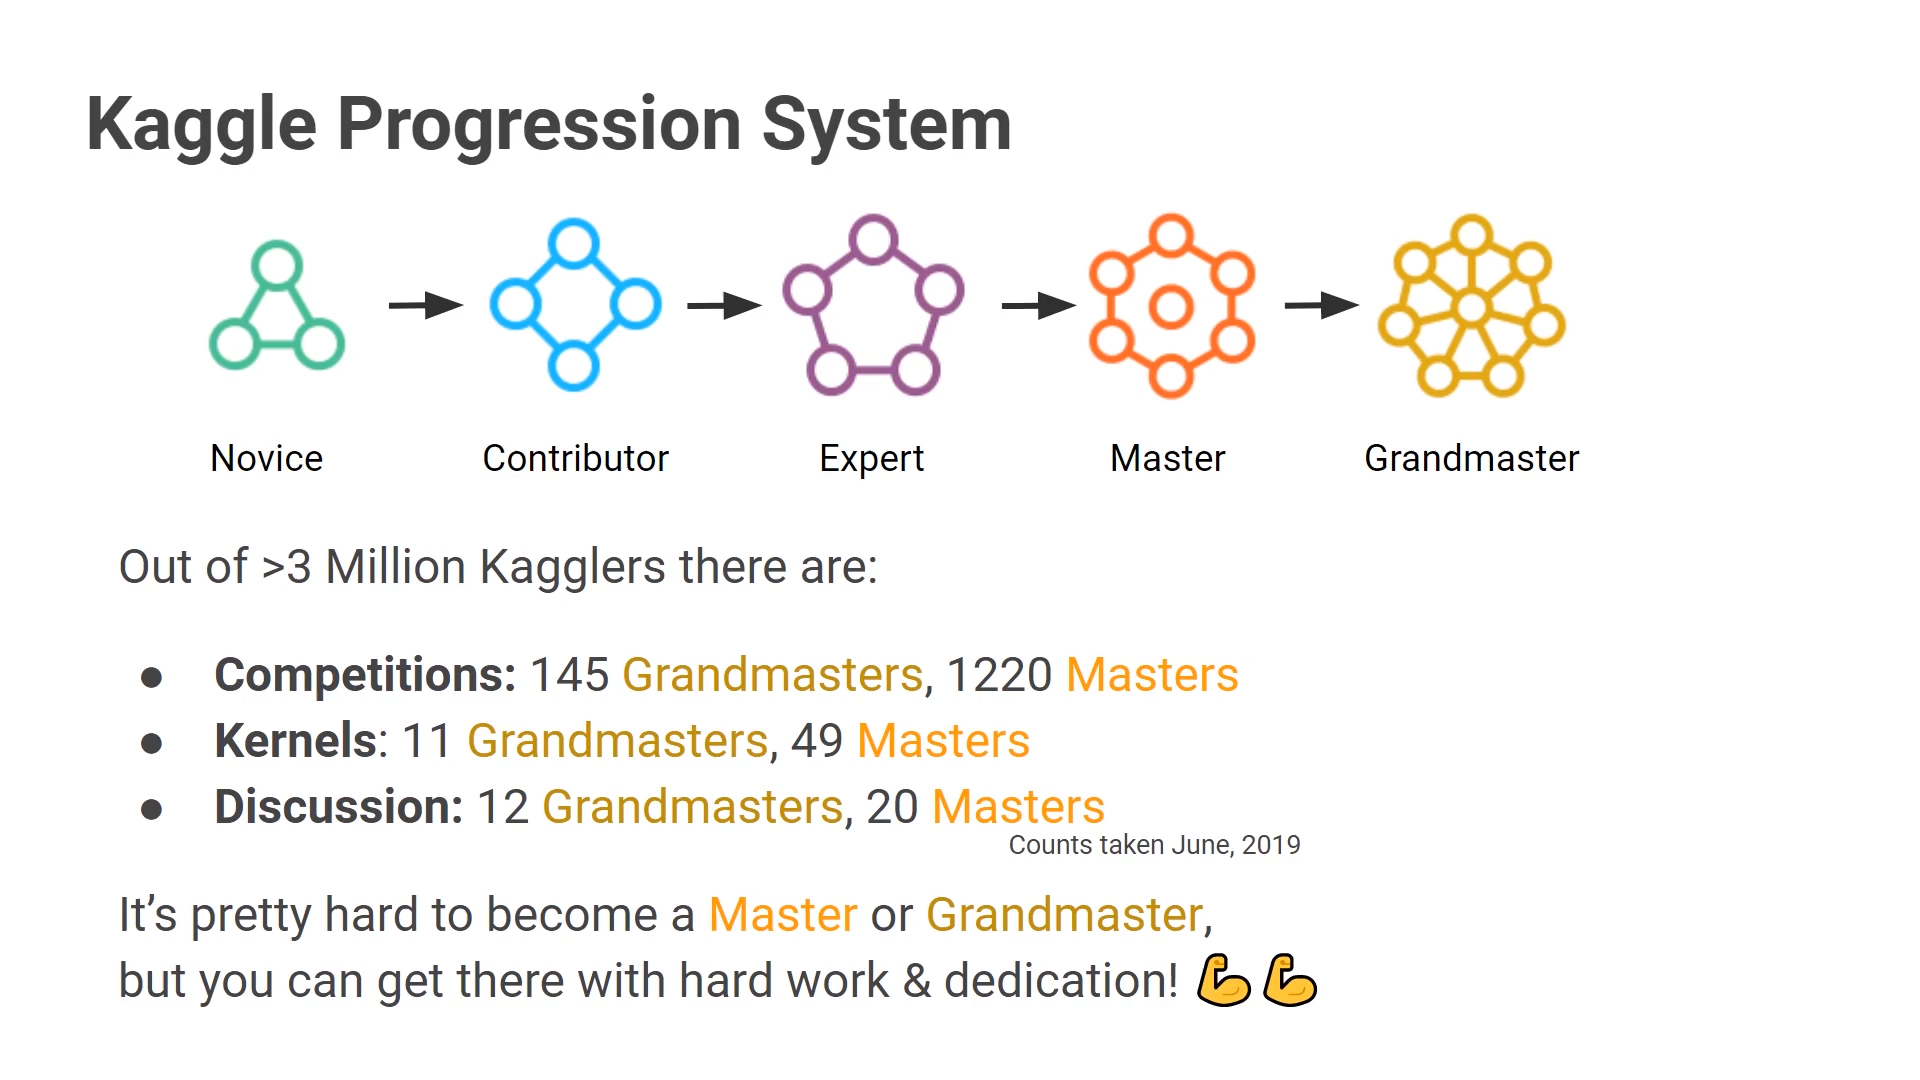 Kaggle Progression System
Novice
Contributor
Expert
Master
Grandmaster
Out of >3 Million Kagglers there are:
● Competitions: 145 Grandmasters, 1220 Masters
● Kernels: 11 Grandmasters, 49 Masters
● Discussion: 12 Grandmasters, 20 Masters
Counts taken June, 2019
It’s pretty hard to become a Master or Grandmaster,
but you can get there with hard work & dedication! 💪💪